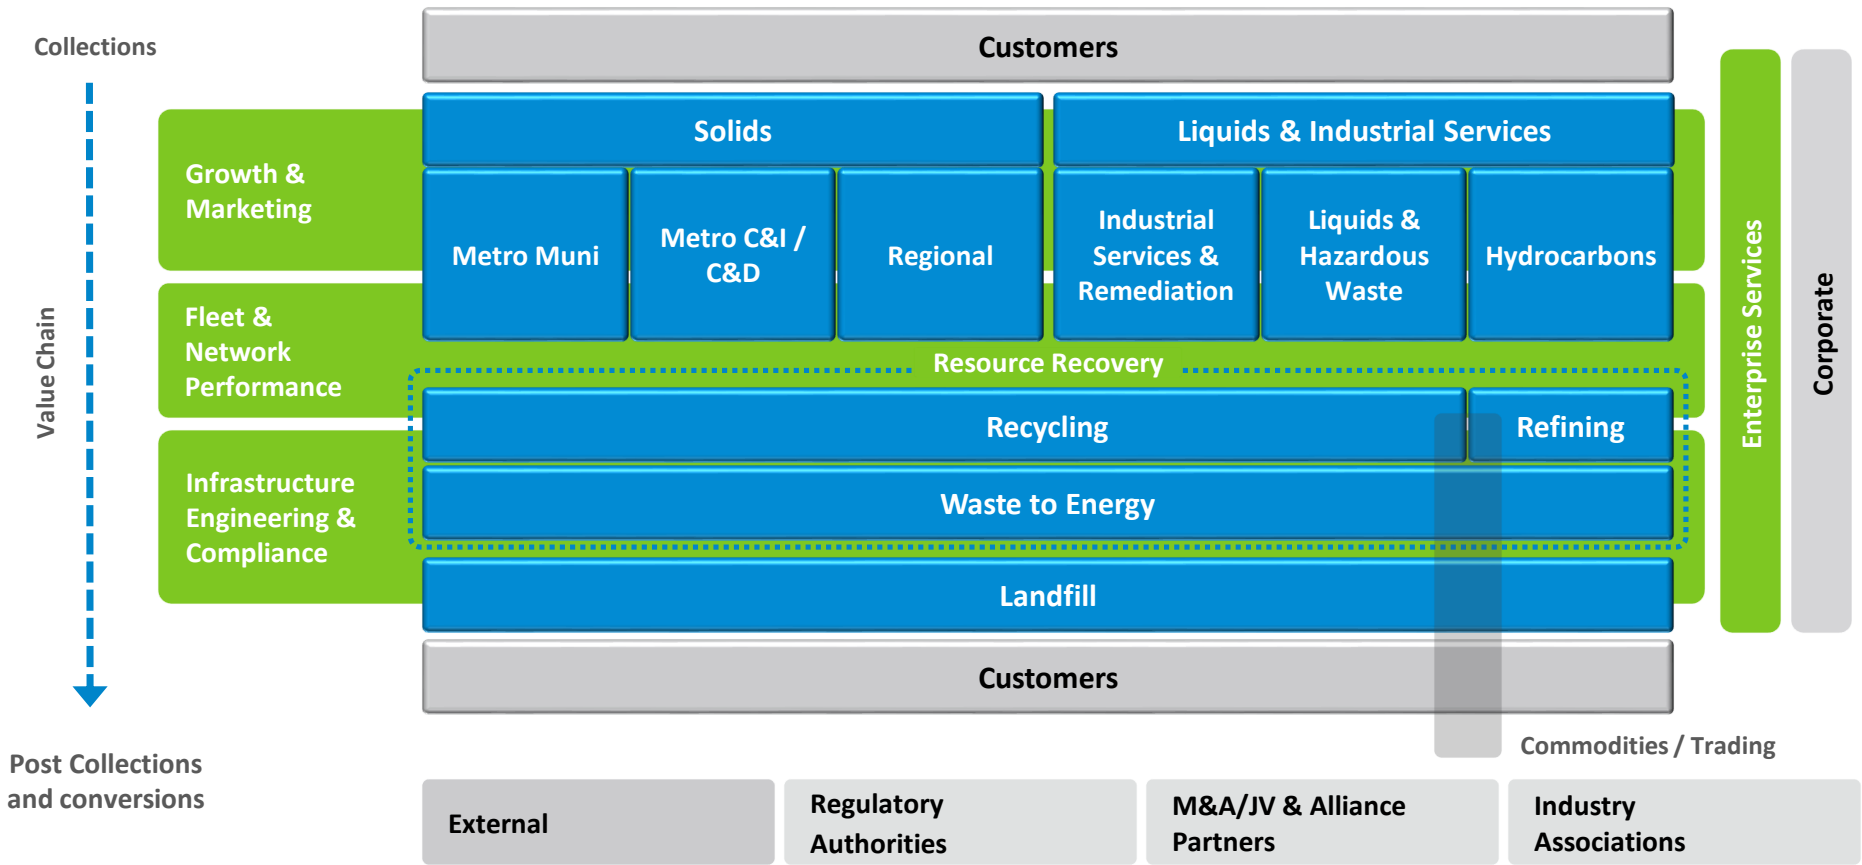 Collections
Customers
Solids
Liquids & Industrial Services
Growth &
Marketing
Metro Muni
Metro C&I /
C&D
Regional
Industrial
Services &
Remediation
Liquids &
Hazardous
Waste
Hydrocarbons
Fleet &
Network
Performance
Resource Recovery
Recycling
Refining
Infrastructure
Engineering &
Compliance
Waste to Energy
Landfill
Customers
Value Chain
Enterprise Services
Corporate
Commodities / Trading
Post Collections
and conversions
External
Regulatory
Authorities
M&A/JV & Alliance
Partners
Industry
Associations